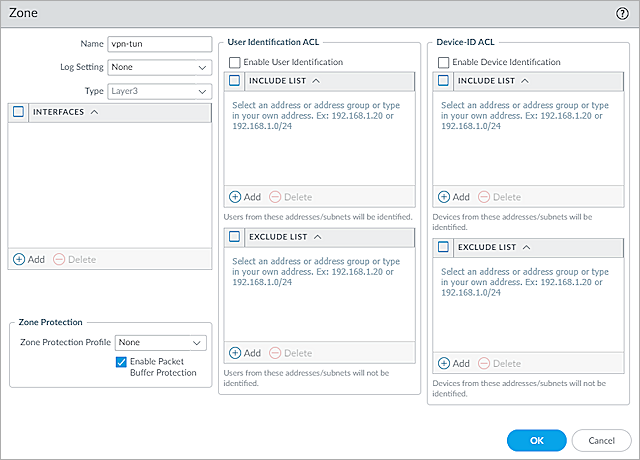 Zone
Name vpn-tun
Log Setting None
Type Layer3
INTERFACES
Add Delete
Zone Protection
Zone Protection Profile None
Enable Packet
Buffer Protection
User Identification ACL
Enable User Identification
INCLUDE LIST
Select an address or address group or type
in your own address. Ex: 192.168.1.20 or
192.168.1.0/24
Add Delete
Users from these addresses/subnets will be identified.
EXCLUDE LIST
Select an address or address group or type
in your own address. Ex: 192.168.1.20 or
192.168.1.0/24
Add Delete
Users from these addresses/subnets will not be
identified.
Device-ID ACL
Enable Device Identification
INCLUDE LIST
Select an address or address group or type
in your own address. Ex: 192.168.1.20 or
192.168.1.0/24
Add Delete
Devices from these addresses/subnets will be
identified.
EXCLUDE LIST
Select an address or address group or type
in your own address. Ex: 192.168.1.20 or
192.168.1.0/24
Add Delete
Devices from these addresses/subnets will not be
identified.
OK Cancel